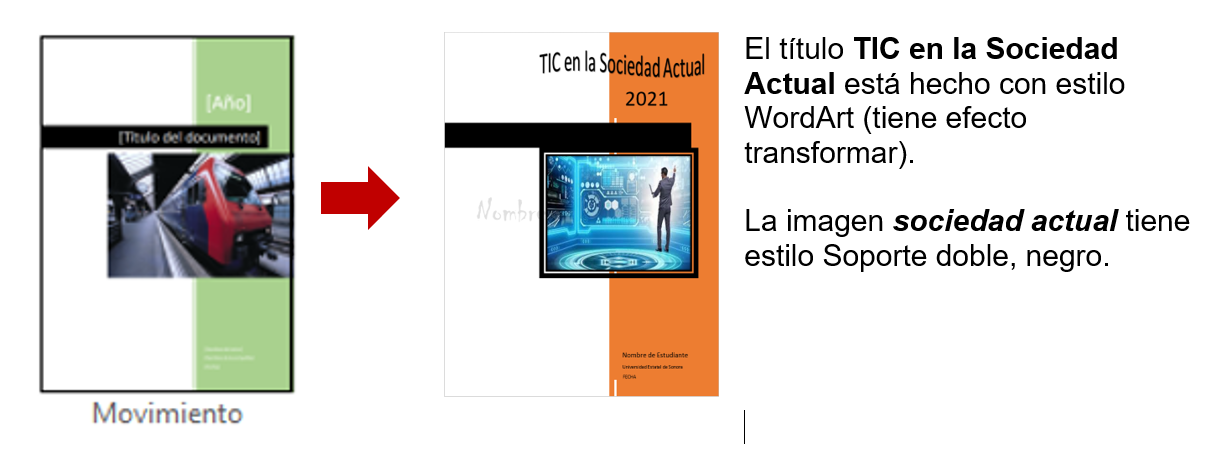 [Año]
[Título del documento]
Movimiento
TIC en la Sociedad Actual
2021
Nombre
Nombre de Estudiante
Universidad Estatal de Sonora
FECHA
El título TIC en la Sociedad
Actual está hecho con estilo
WordArt (tiene efecto
transformar).
La imagen sociedad actual tiene
estilo Soporte doble, negro.